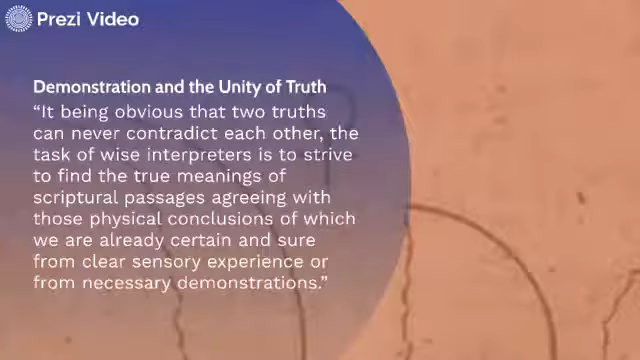 Prezi Video
Demonstration and the Unity of Truth
“It being obvious that two truths
can never contradict each other, the
task of wise interpreters is to strive
to find the true meanings of
scriptural passages agreeing with
those physical conclusions of which
we are already certain and sure
from clear sensory experience or
from necessary demonstrations.”